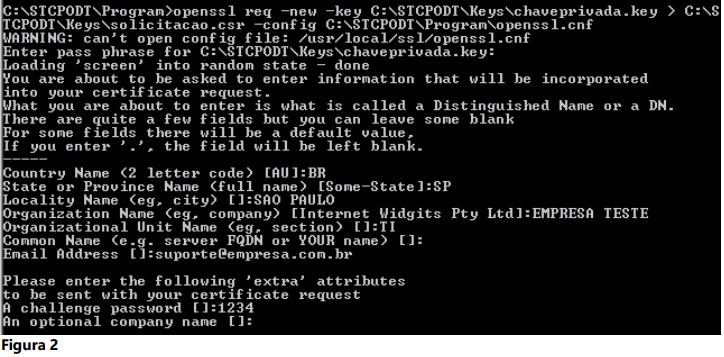 C:\STCPODT\Program>openssl req -new -key C:\STCPODT\Keys\chaveprivada.key > C:\S
TCPODT\Keys\solicitacao.csr -config C:\STCPODT\Program\openssl.cnf
WARNING: can't open config file: /usr/local/ssl/openssl.cnf
Enter pass phrase for C:\STCPODT\Keys\chaveprivada.key:
Loading 'screen' into random state - done
You are about to be asked to enter information that will be incorporated
into your certificate request.
What you are about to enter is what is called a Distinguished Name or a DN.
There are quite a few fields but you can leave some blank
For some fields there will be a default value,
If you enter '.', the field will be left blank.
-----
Country Name (2 letter code) [AU]:BR
State or Province Name (full name) [Some-State]:SP
Locality Name (eg, city) []:SAO PAULO
Organization Name (eg, company) [Internet Widgits Pty Ltd]:EMPRESA TESTE
Organizational Unit Name (eg, section) []:TI
Common Name (e.g. server FQDN or YOUR name) []:
Email Address []:suporte@empresa.com.br

Please enter the following 'extra' attributes
to be sent with your certificate request
A challenge password []:1234
An optional company name []:
Figura 2